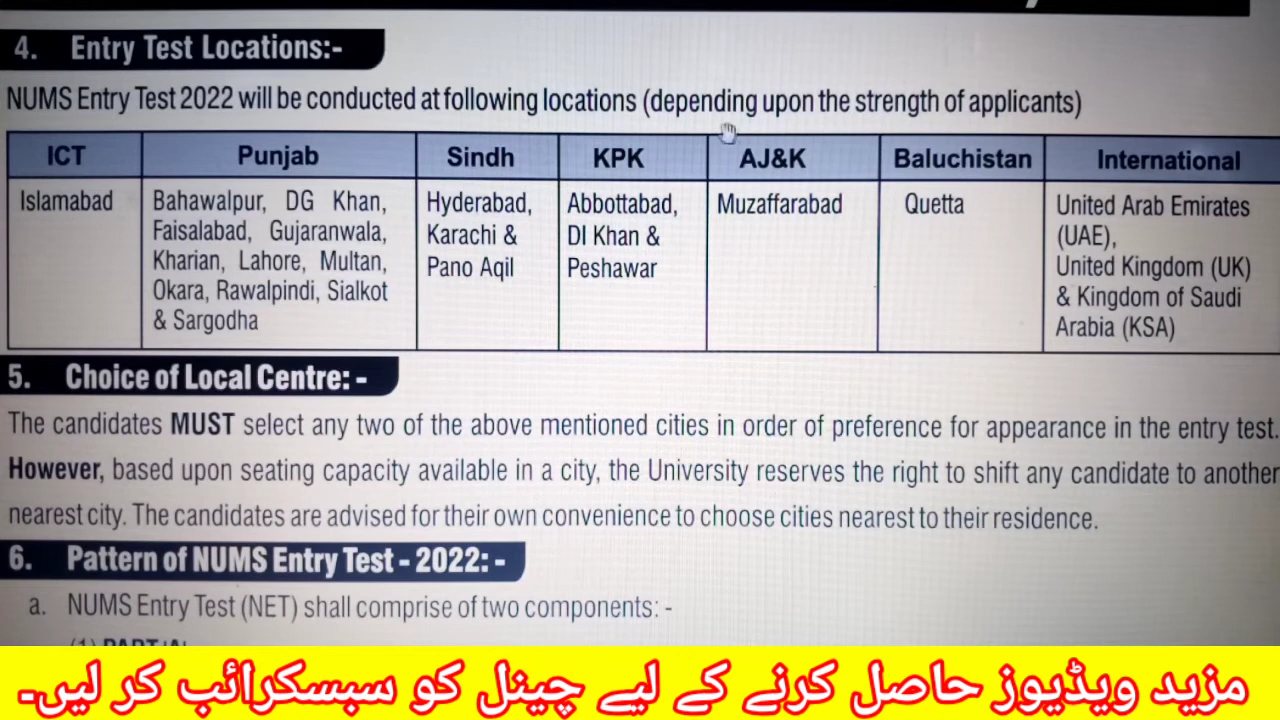 4. Entry Test Locations:-
NUMS Entry Test 2022 will be conducted at following locations (depending upon the strength of applicants)
ICT Punjab Sindh KPK AJ&K Baluchistan International
Islamabad
Bahawalpur, DG Khan,
Faisalabad, Gujaranwala,
Kharian, Lahore, Multan,
Okara, Rawalpindi, Sialkot
& Sargodha
Hyderabad,
Karachi &
Pano Aqil
Abbottabad,
DI Khan &
Peshawar
Muzaffarabad
Quetta
United Arab Emirates
(UAE),
United Kingdom (UK)
& Kingdom of Saudi
Arabia (KSA)
5. Choice of Local Centre: -
The candidates MUST select any two of the above mentioned cities in order of preference for appearance in the entry test.
However, based upon seating capacity available in a city, the University reserves the right to shift any candidate to another
nearest city. The candidates are advised for their own convenience to choose cities nearest to their residence.
6. Pattern of NUMS Entry Test - 2022: -
a. NUMS Entry Test (NET) shall comprise of two components: -
مزید ویڈیوز حاصل کرنے کے لیے چینل کو سبسکرائب کر لیں۔